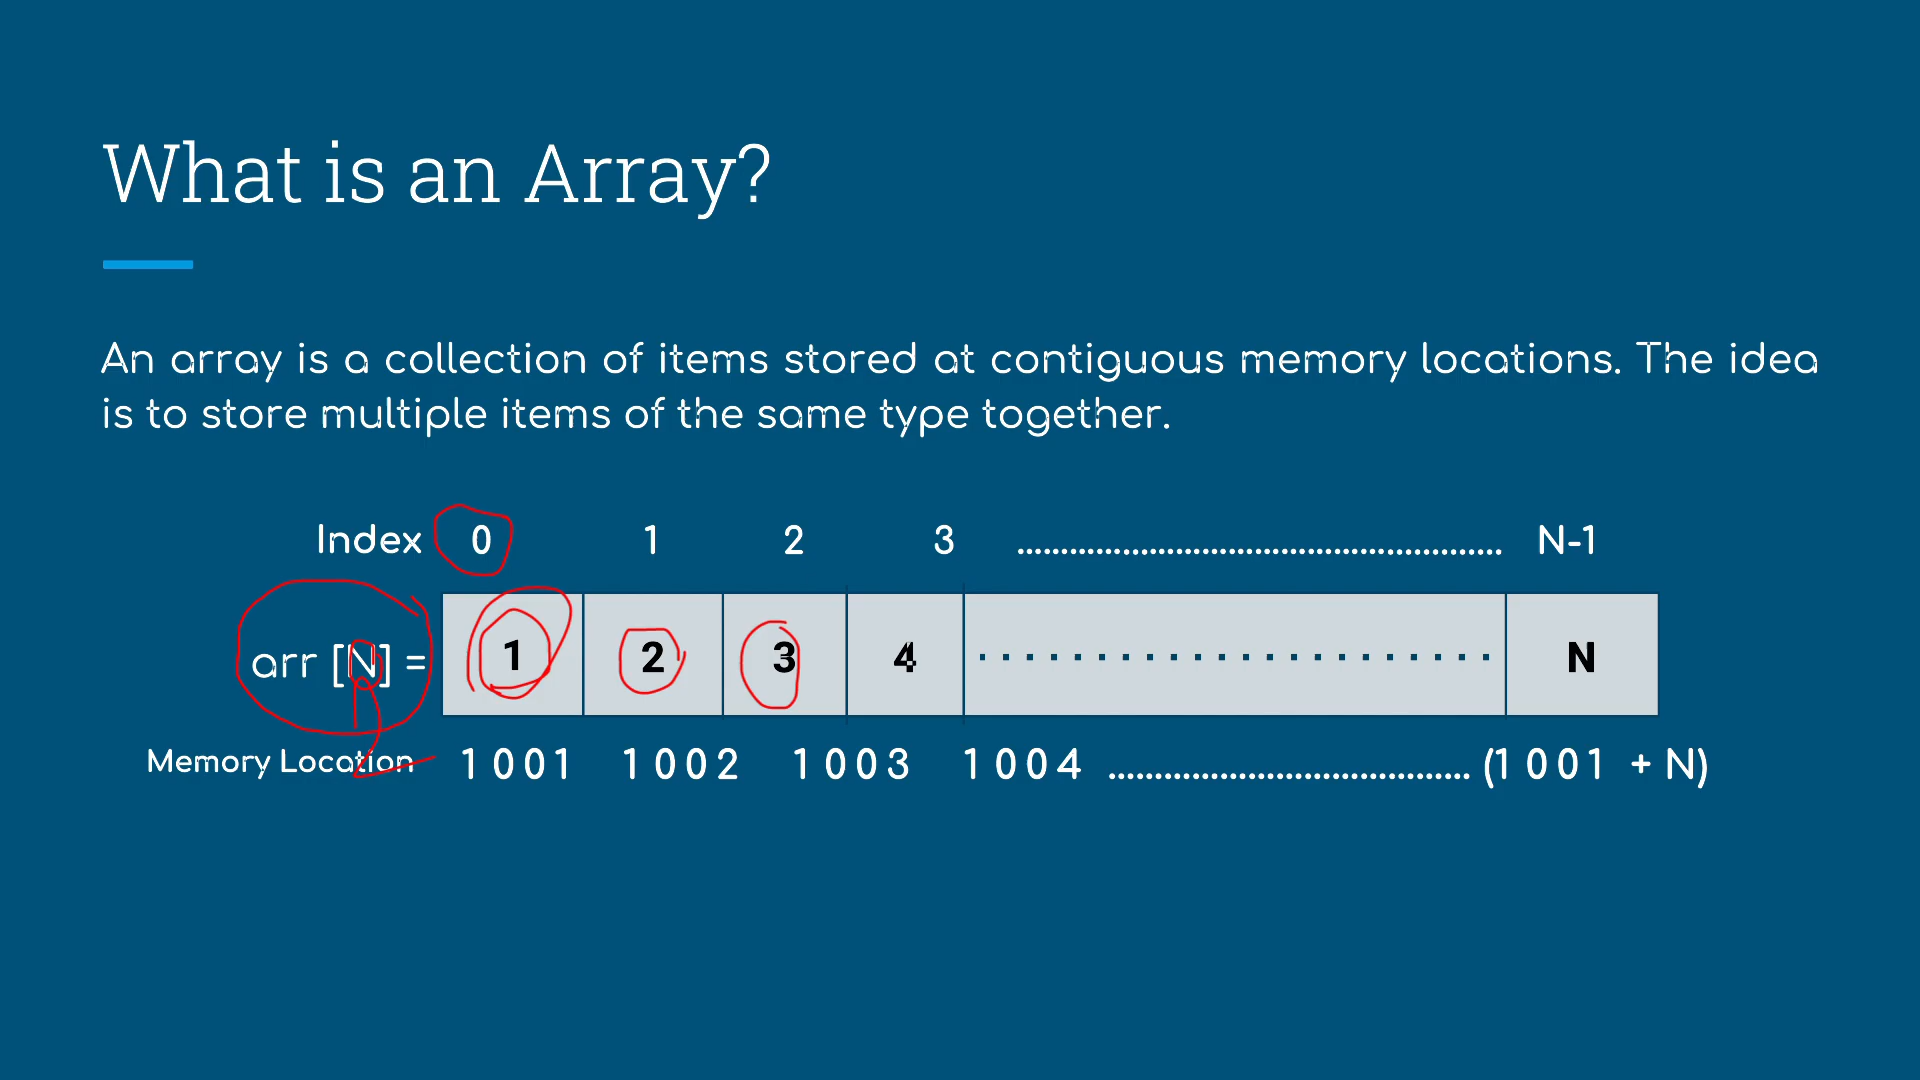 What is an Array?
An array is a collection of items stored at contiguous memory locations. The idea
is to store multiple items of the same type together.
Index 0 1 2 3 ........................................................ N-1
arr [N] = 1 2 3 4 ...................... N
Memory Location 1001 1002 1003 1004 ........................................ (1001 + N)